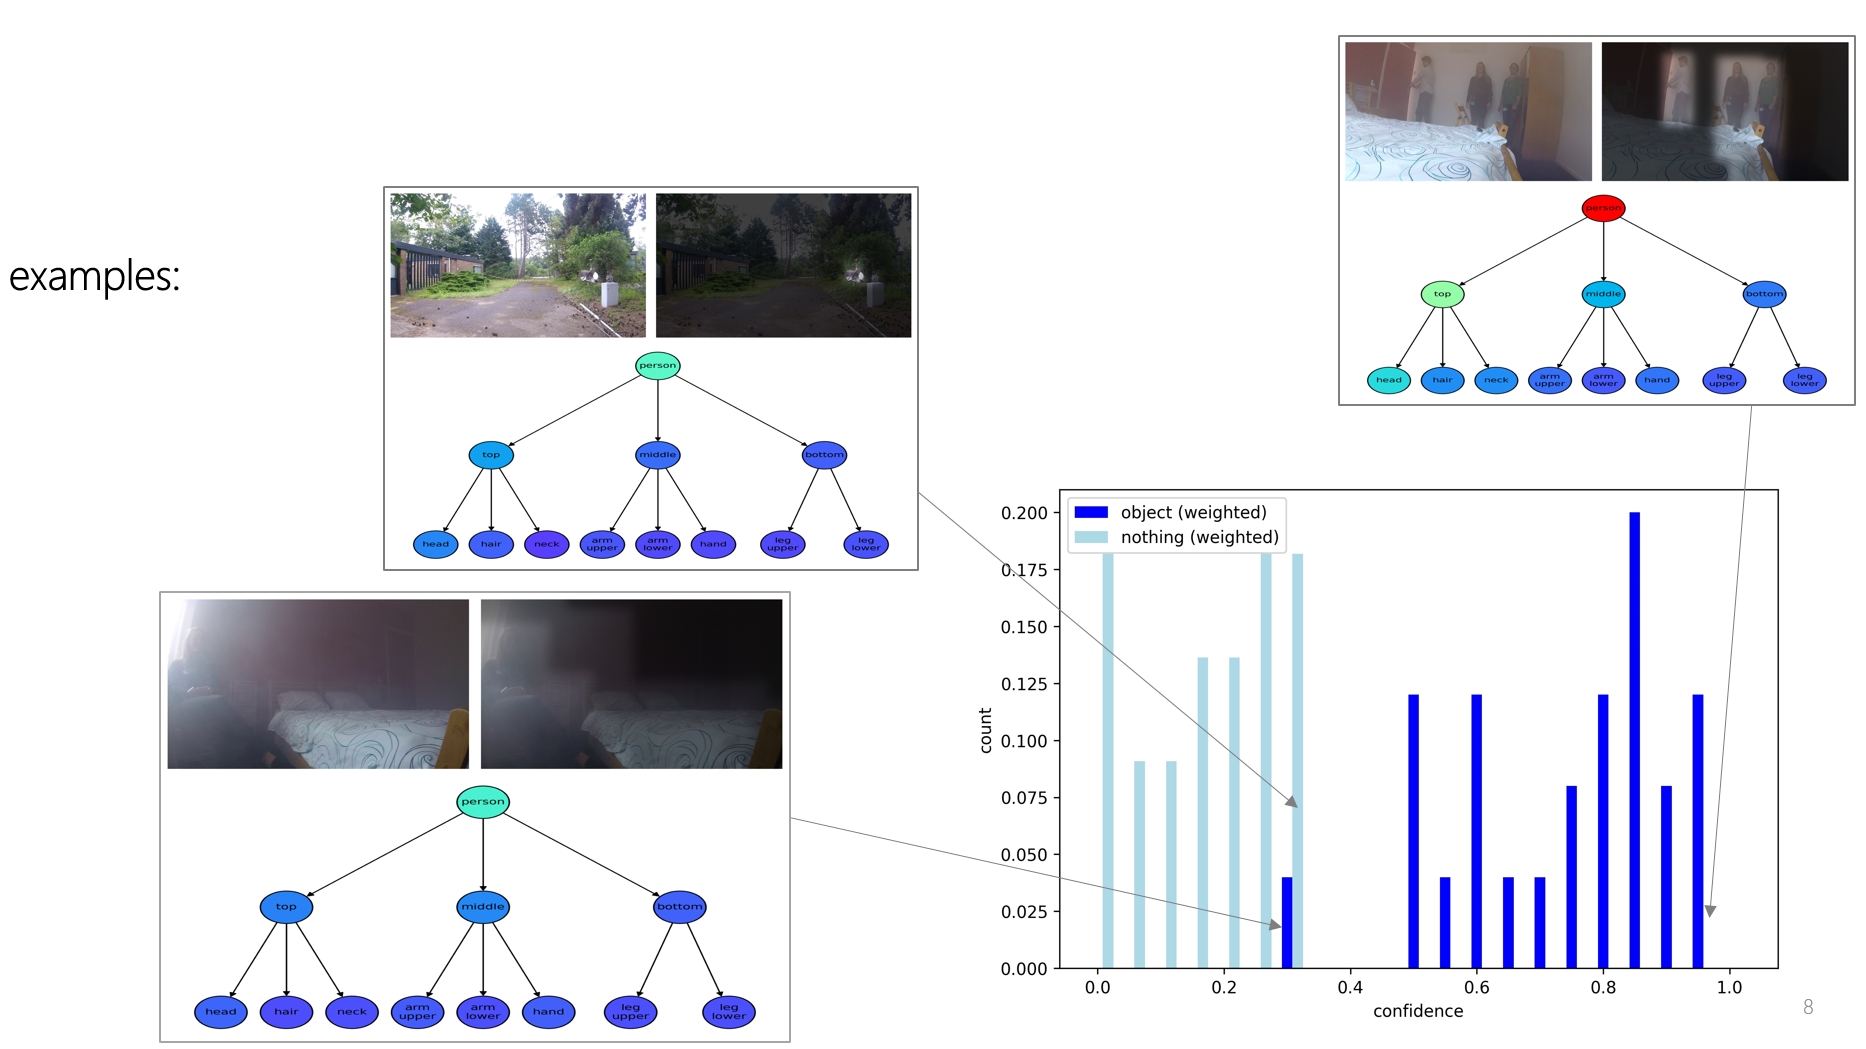 examples:
person
top
middle
bottom
head
hair
neck
arm
upper
arm
lower
hand
leg
upper
leg
lower
person
top
middle
bottom
head
hair
neck
arm
upper
arm
lower
hand
leg
upper
leg
lower
person
top
middle
bottom
head
hair
neck
arm
upper
arm
lower
hand
leg
upper
leg
lower
object (weighted)
nothing (weighted)
0.200
0.175
0.150
0.125
0.100
0.075
0.050
0.025
0.000
count
0.0
0.2
0.4
0.6
0.8
1.0
confidence
8